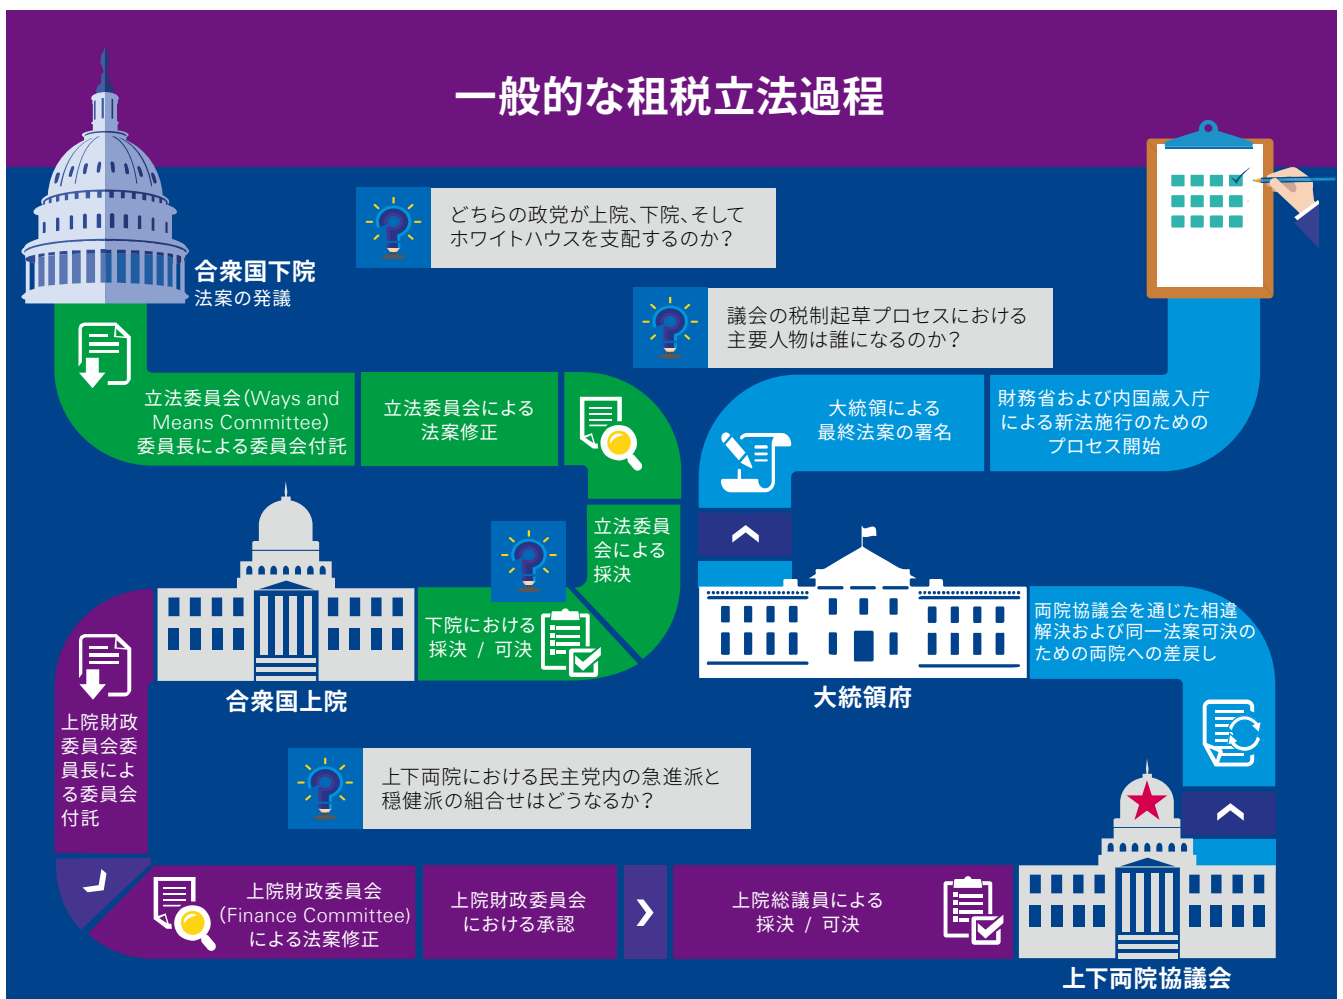 一般的な租税立法過程
どちらの政党が上院、下院、そして
ホワイトハウスを支配するのか?
合衆国下院
法案の発議
議会の税制起草プロセスにおける
主要人物は誰になるのか?
立法委員会(Ways and
Means Committee)
委員長による委員会付託
立法委員会による
法案修正
立法委員
会による
採決
下院における
採決 / 可決
合衆国上院
上院財政
委員会委
員長によ
る委員会
付託
上院財政委員会
(Finance Committee)
による法案修正
上院財政委員会
における承認
上院総議員による
採決 / 可決
上下両院協議会
上下両院における民主党内の急進派と
穏健派の組合せはどうなるか?
両院協議会を通じた相違
解決および同一法案可決の
ための両院への差戻し
大統領府
大統領による
最終法案の署名
財務省および内国歳入庁
による新法施行のための
プロセス開始